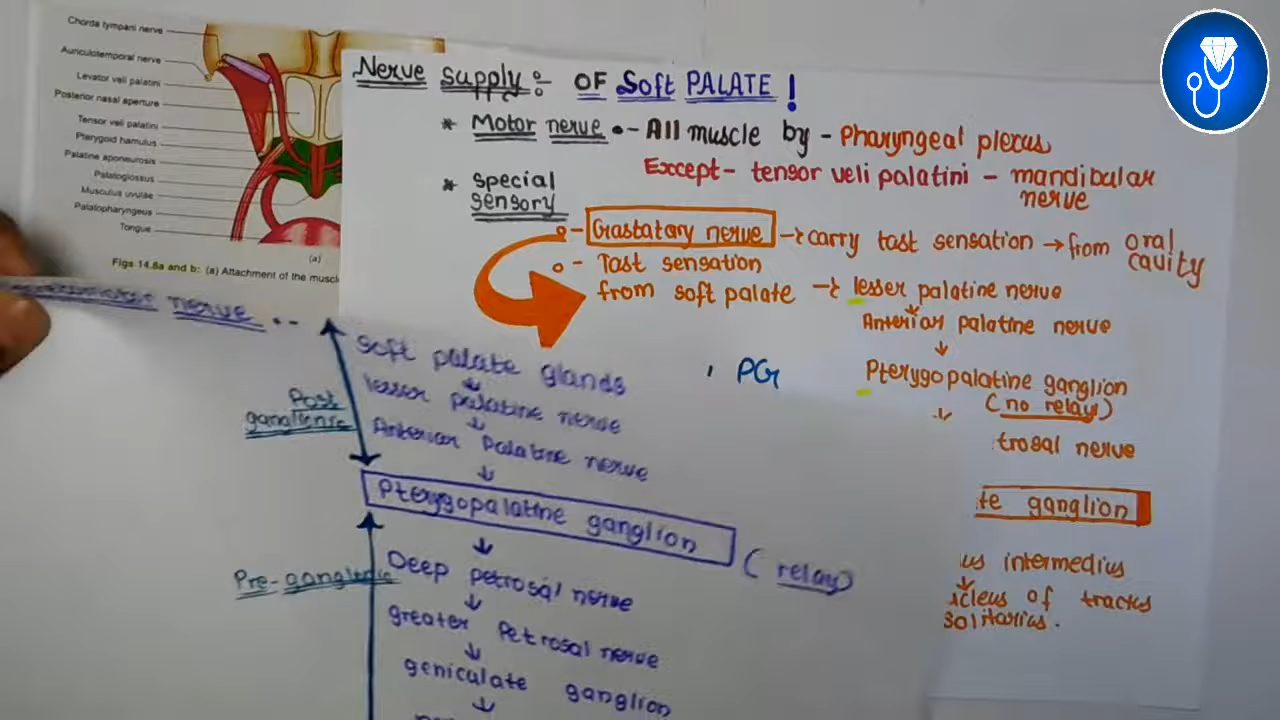 Chorda tympani nerve
Auriculotemporal nerve
Levator veli palatini
Posterior nasal aperture
Tensor veli palatini
Pterygoid hamulus
Palatine aponeurosis
Palatoglossus
Musculus uvulae
Palatopharyngeus
Tongue
(a)
Figs 14.8a and b: (a) Attachment of the muscl
Nerve supply :- OF Soft PALATE !
* Motor nerve •- All muscle by - Pharyngeal plexus
Except - tensor veli palatini - mandibular nerve
* special sensory
o- Gastatary nerve → carry tast sensation → from oral cavity
o- Tast sensation
from soft palate → lesser palatine nerve
↓
Anterior palatine nerve
↓
Pterygopalatine ganglion
(no relay)
↓
trosal nerve
te ganglion
us intermedius
↓
cleus of tractus
solitarius.
nerve . --
soft palate glands
↓
lesser palatine nerve
↓
Anterior Palatine nerve
↓
Post ganglionic
Pterygopalatine ganglion
(relay)
↓
Pre-ganglionic
Deep petrosal nerve
↓
greater Petrosal nerve
↓
geniculate ganglion
↓
PG